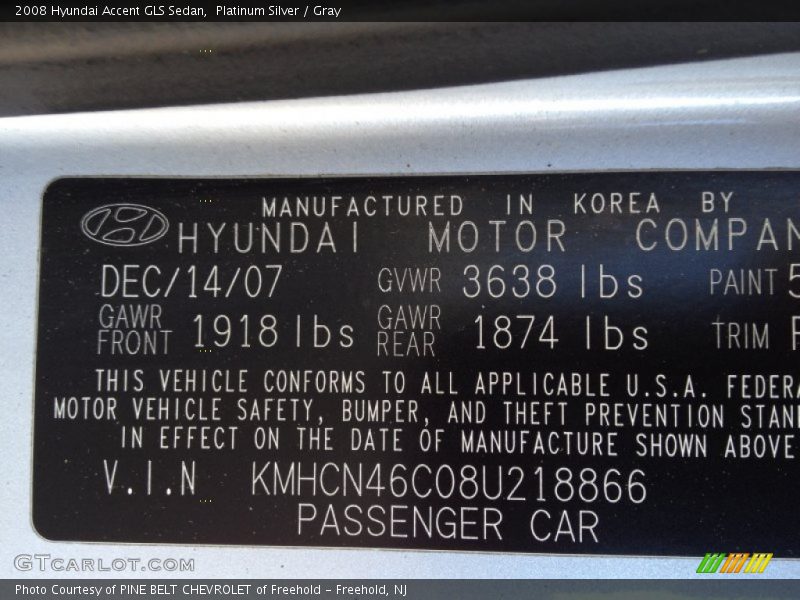 2008 Hyundai Accent GLS Sedan, Platinum Silver / Gray
MANUFACTURED IN KOREA BY
HYUNDAI MOTOR COMPAN
DEC/14/07 GVWR 3638 lbs PAINT 5
GAWR FRONT 1918 lbs GAWR REAR 1874 lbs TRIM F
THIS VEHICLE CONFORMS TO ALL APPLICABLE U.S.A. FEDERA
MOTOR VEHICLE SAFETY, BUMPER, AND THEFT PREVENTION STAN
IN EFFECT ON THE DATE OF MANUFACTURE SHOWN ABOVE
V.I.N KMHCN46C08U218866
PASSENGER CAR
GTCARLOT.COM
Photo Courtesy of PINE BELT CHEVROLET of Freehold - Freehold, NJ